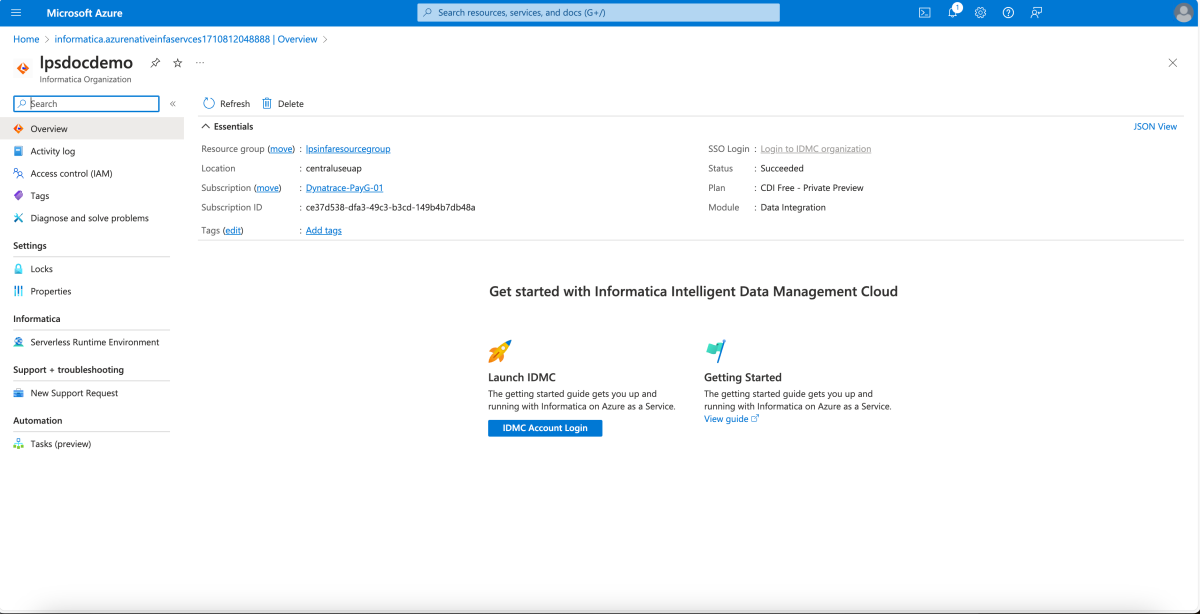 Microsoft Azure
Search resources, services, and docs (G+/)
1
Home > informatica.azurenativeinfaservces1710812048888 | Overview >
lpsdocdemo
...
Informatica Organization
Search
«
Refresh
Delete
Overview
Activity log
Access control (IAM)
Tags
Diagnose and solve problems
Settings
Locks
Properties
Informatica
Serverless Runtime Environment
Support + troubleshooting
New Support Request
Automation
Tasks (preview)
Essentials
JSON View
Resource group (move) : lpsinfaresourcegroup
Location : centraluseuap
Subscription (move) : Dynatrace-PayG-01
Subscription ID : ce37d538-dfa3-49c3-b3cd-149b4b7db48a
Tags (edit) : Add tags
SSO Login : Login to IDMC organization
Status : Succeeded
Plan : CDI Free - Private Preview
Module : Data Integration
Get started with Informatica Intelligent Data Management Cloud
Launch IDMC
The getting started guide gets you up and
running with Informatica on Azure as a Service.
IDMC Account Login
Getting Started
The getting started guide gets you up and
running with Informatica on Azure as a Service.
View guide